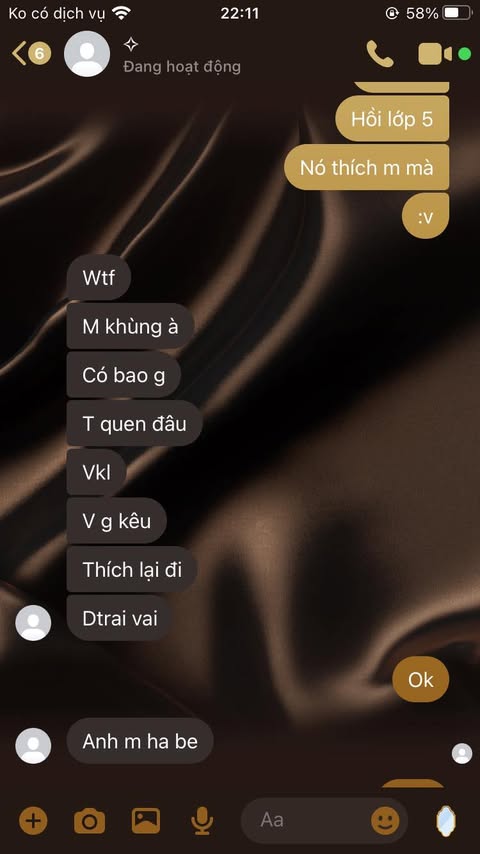 Ko có dịch vụ
22:11
58%
6
Đang hoạt động
Hồi lớp 5
Nó thích m mà
:v
Wtf
M khùng à
Có bao g
T quen đâu
Vkl
V g kêu
Thích lại đi
Dtrai vai
Ok
Anh m ha be
Aa